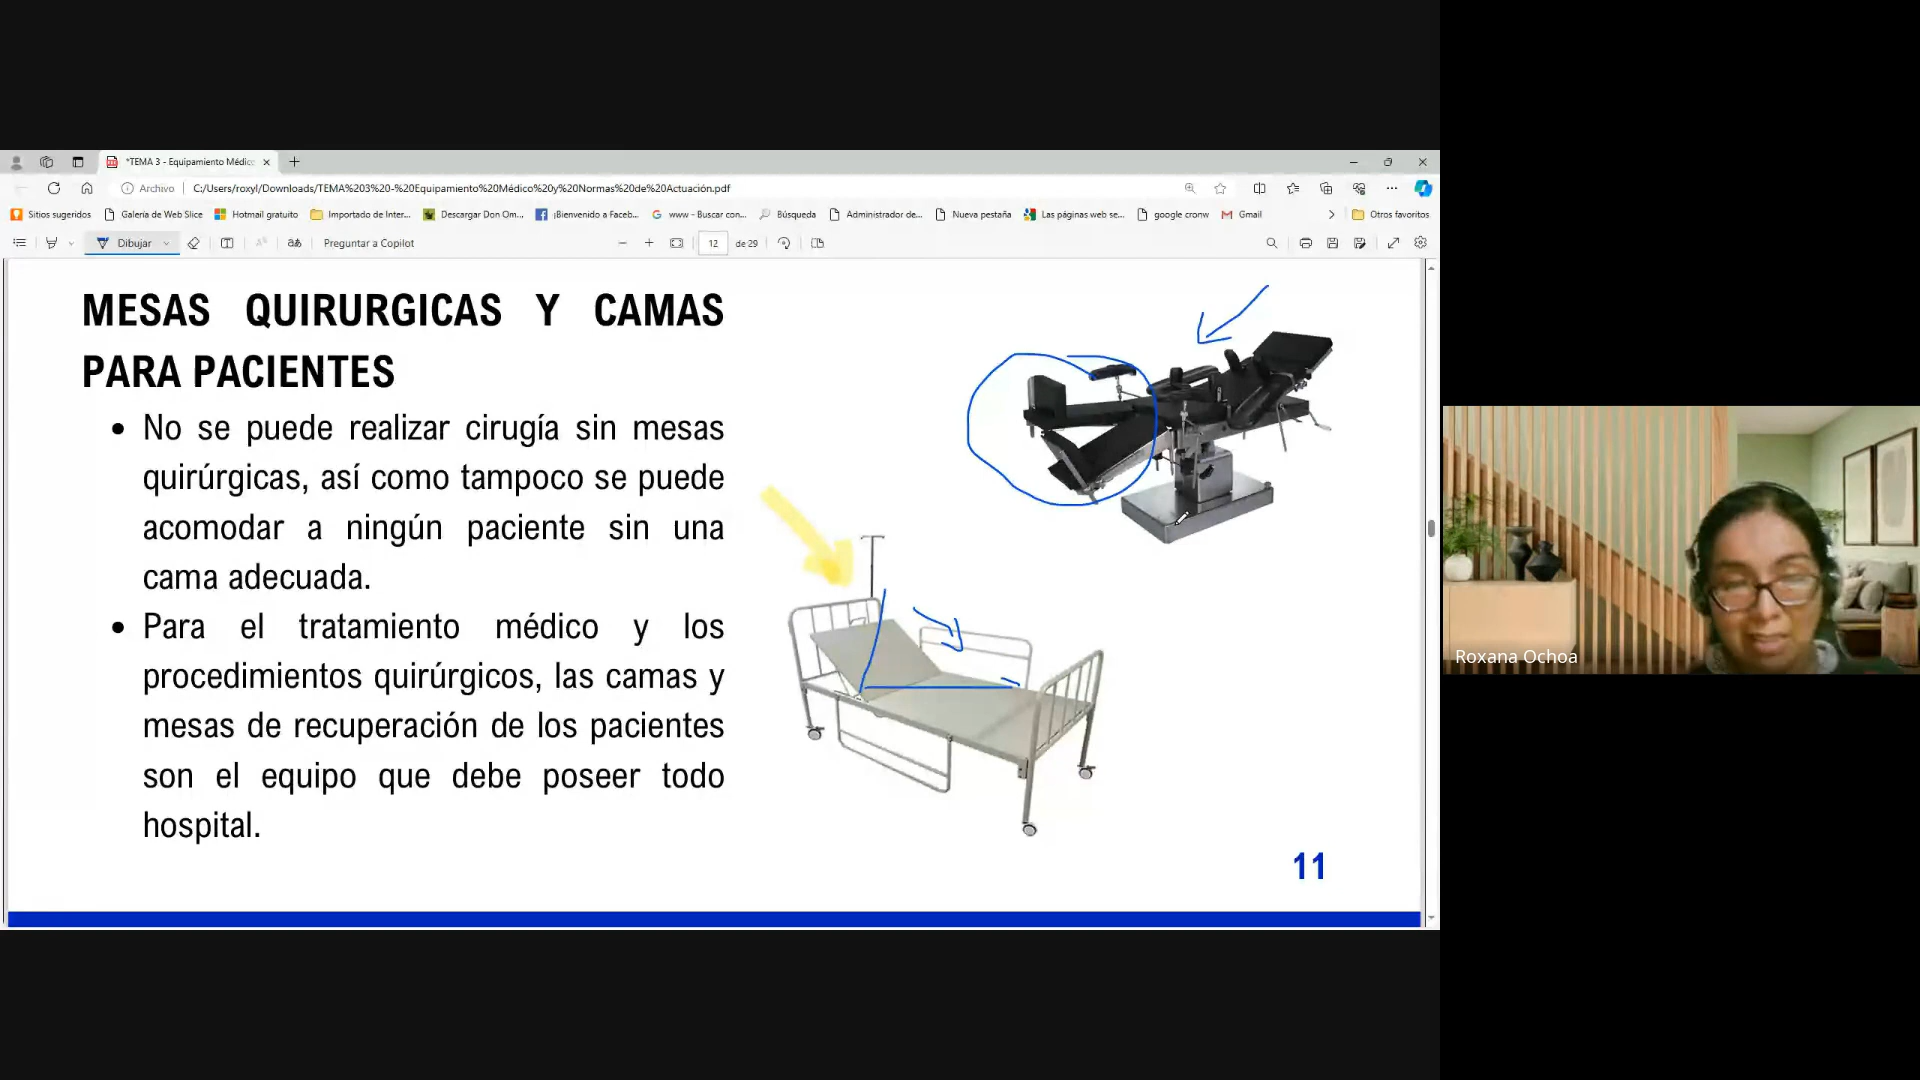 *TEMA 3 - Equipamiento Médic
Archivo
C:/Users/roxyl/Downloads/TEMA%203%20-%20Equipamiento%20Médico%20y%20Normas%20de%20Actuación.pdf
Sitios sugeridos
Galería de Web Slice
Hotmail gratuito
Importado de Inter...
Descargar Don Om...
¡Bienvenido a Faceb...
www - Buscar con...
Búsqueda
Administrador de...
Nueva pestaña
Las páginas web se...
google cronw
Gmail
Otros favoritos
Dibujar
aあ
Preguntar a Copilot
12 de 29
MESAS QUIRURGICAS Y CAMAS
PARA PACIENTES
• No se puede realizar cirugía sin mesas
quirúrgicas, así como tampoco se puede
acomodar a ningún paciente sin una
cama adecuada.
• Para el tratamiento médico y los
procedimientos quirúrgicos, las camas y
mesas de recuperación de los pacientes
son el equipo que debe poseer todo
hospital.
11
Roxana Ochoa